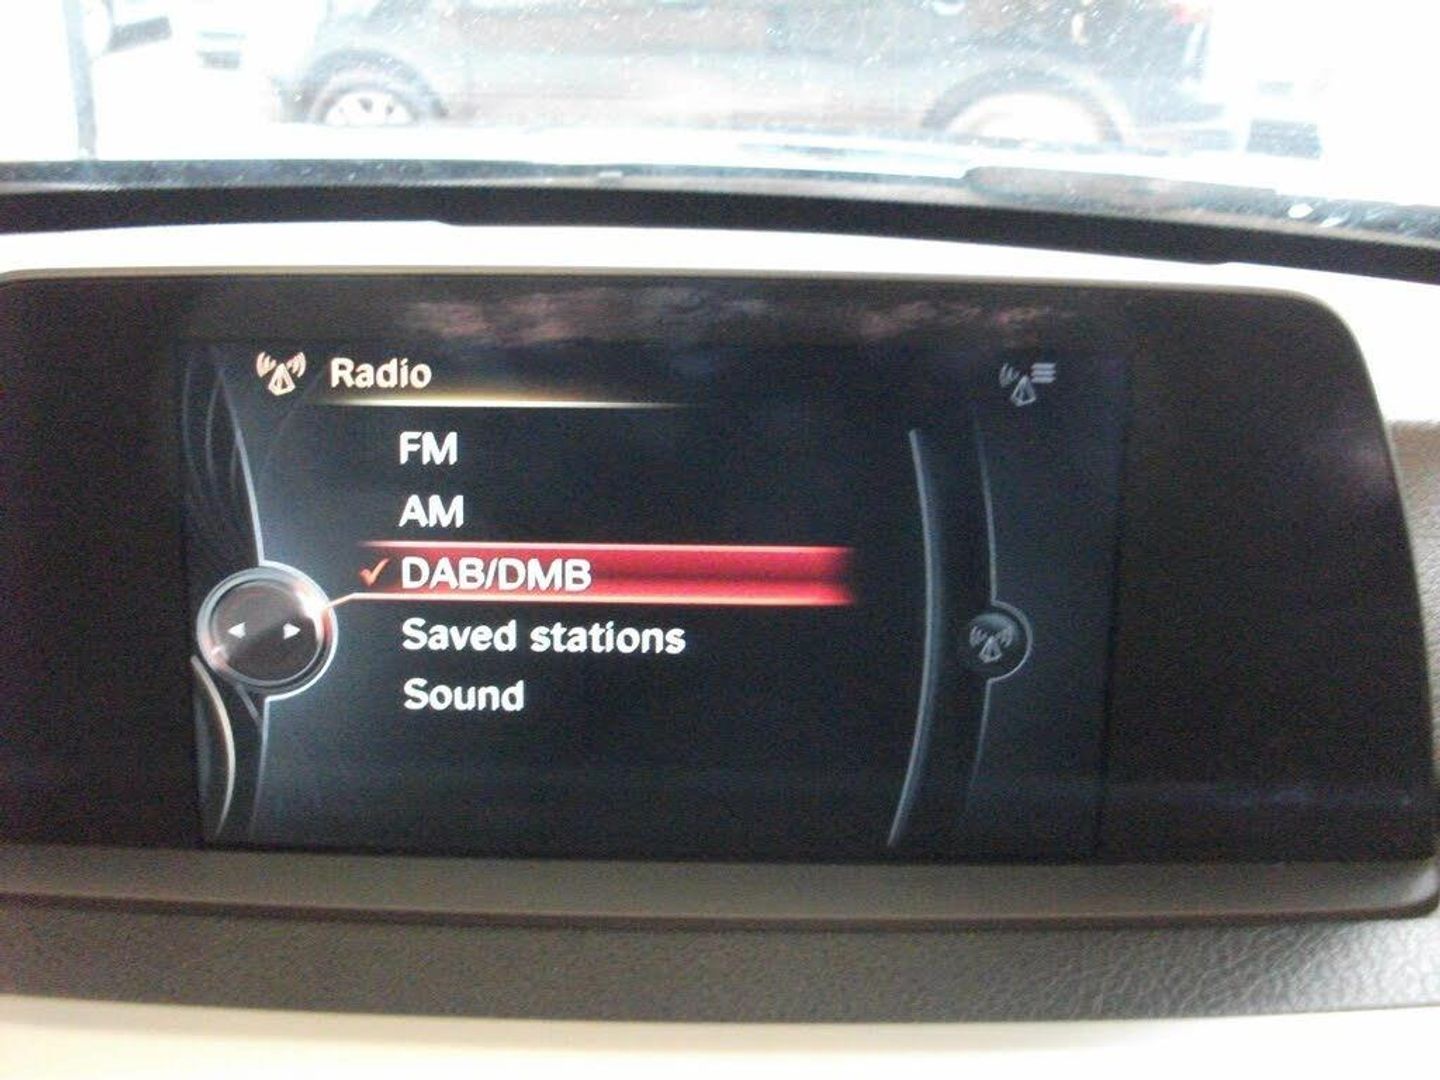 Radio
FM
AM
DAB/DMB
Saved stations
Sound